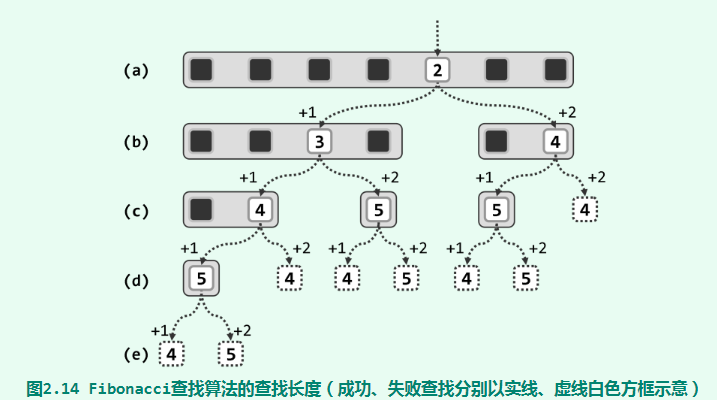 (a) 2
+1 +2
(b) 3 4
+1 +2 +1 +2
(c) 4 5 5 4
+1 +2 +1 +2 +1 +2
(d) 5 4 4 5 4 5
+1 +2
(e) 4 5
图2.14 Fibonacci查找算法的查找长度（成功、失败查找分别以实线、虚线白色方框示意）